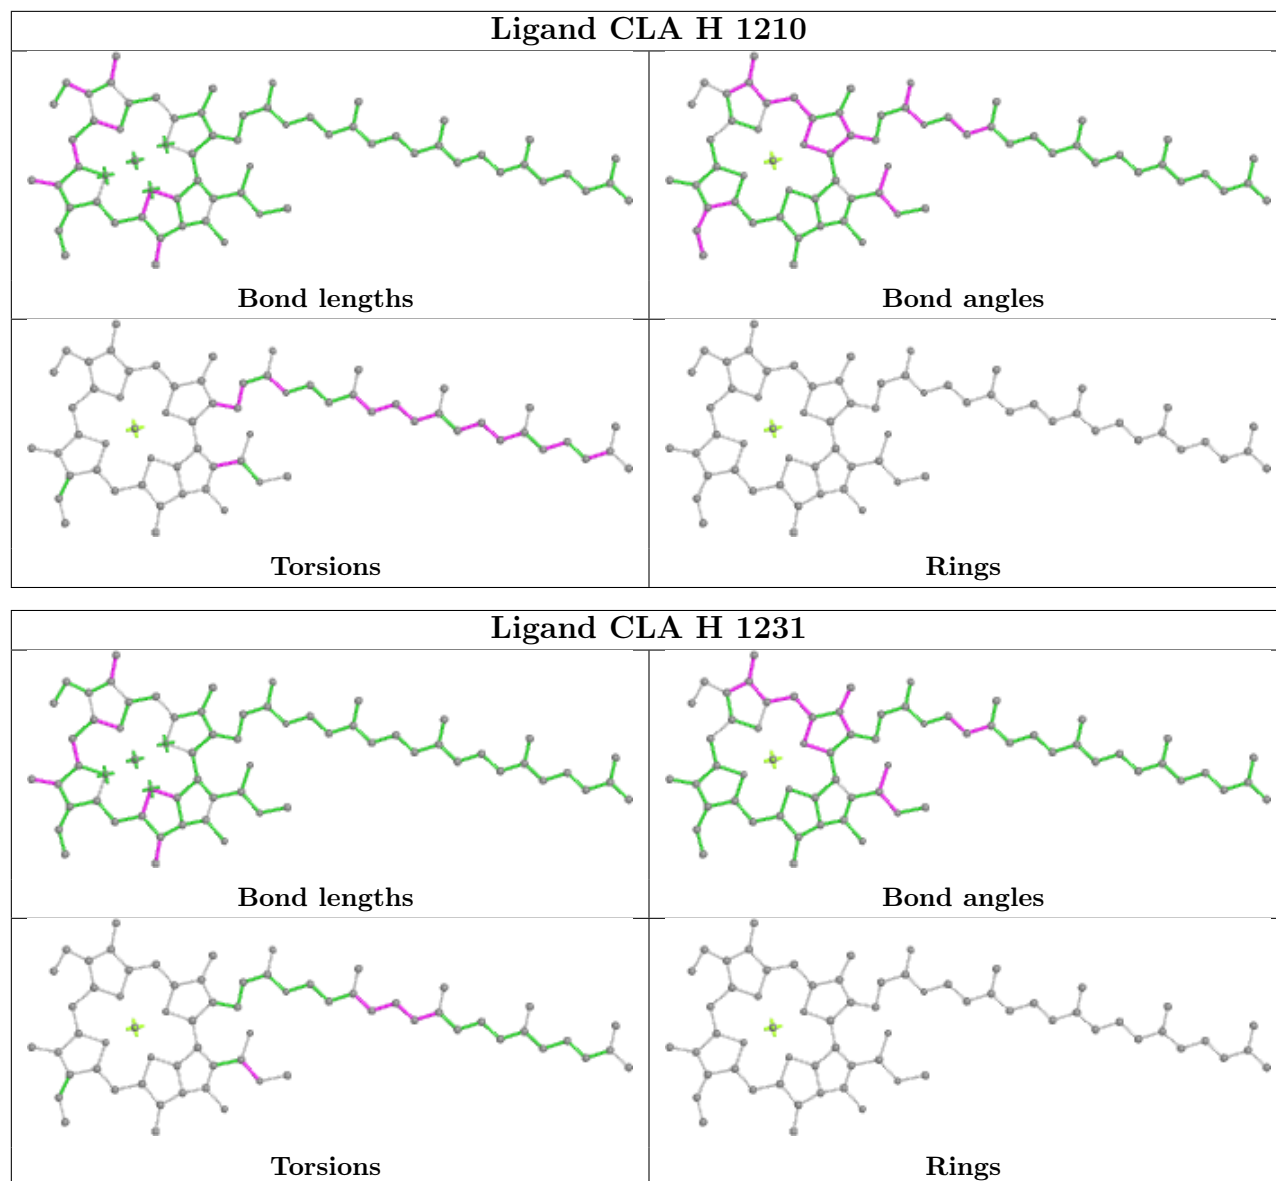 Ligand CLA H 1210
Bond lengths
Bond angles
Torsions
Rings
Ligand CLA H 1231
Bond lengths
Bond angles
Torsions
Rings